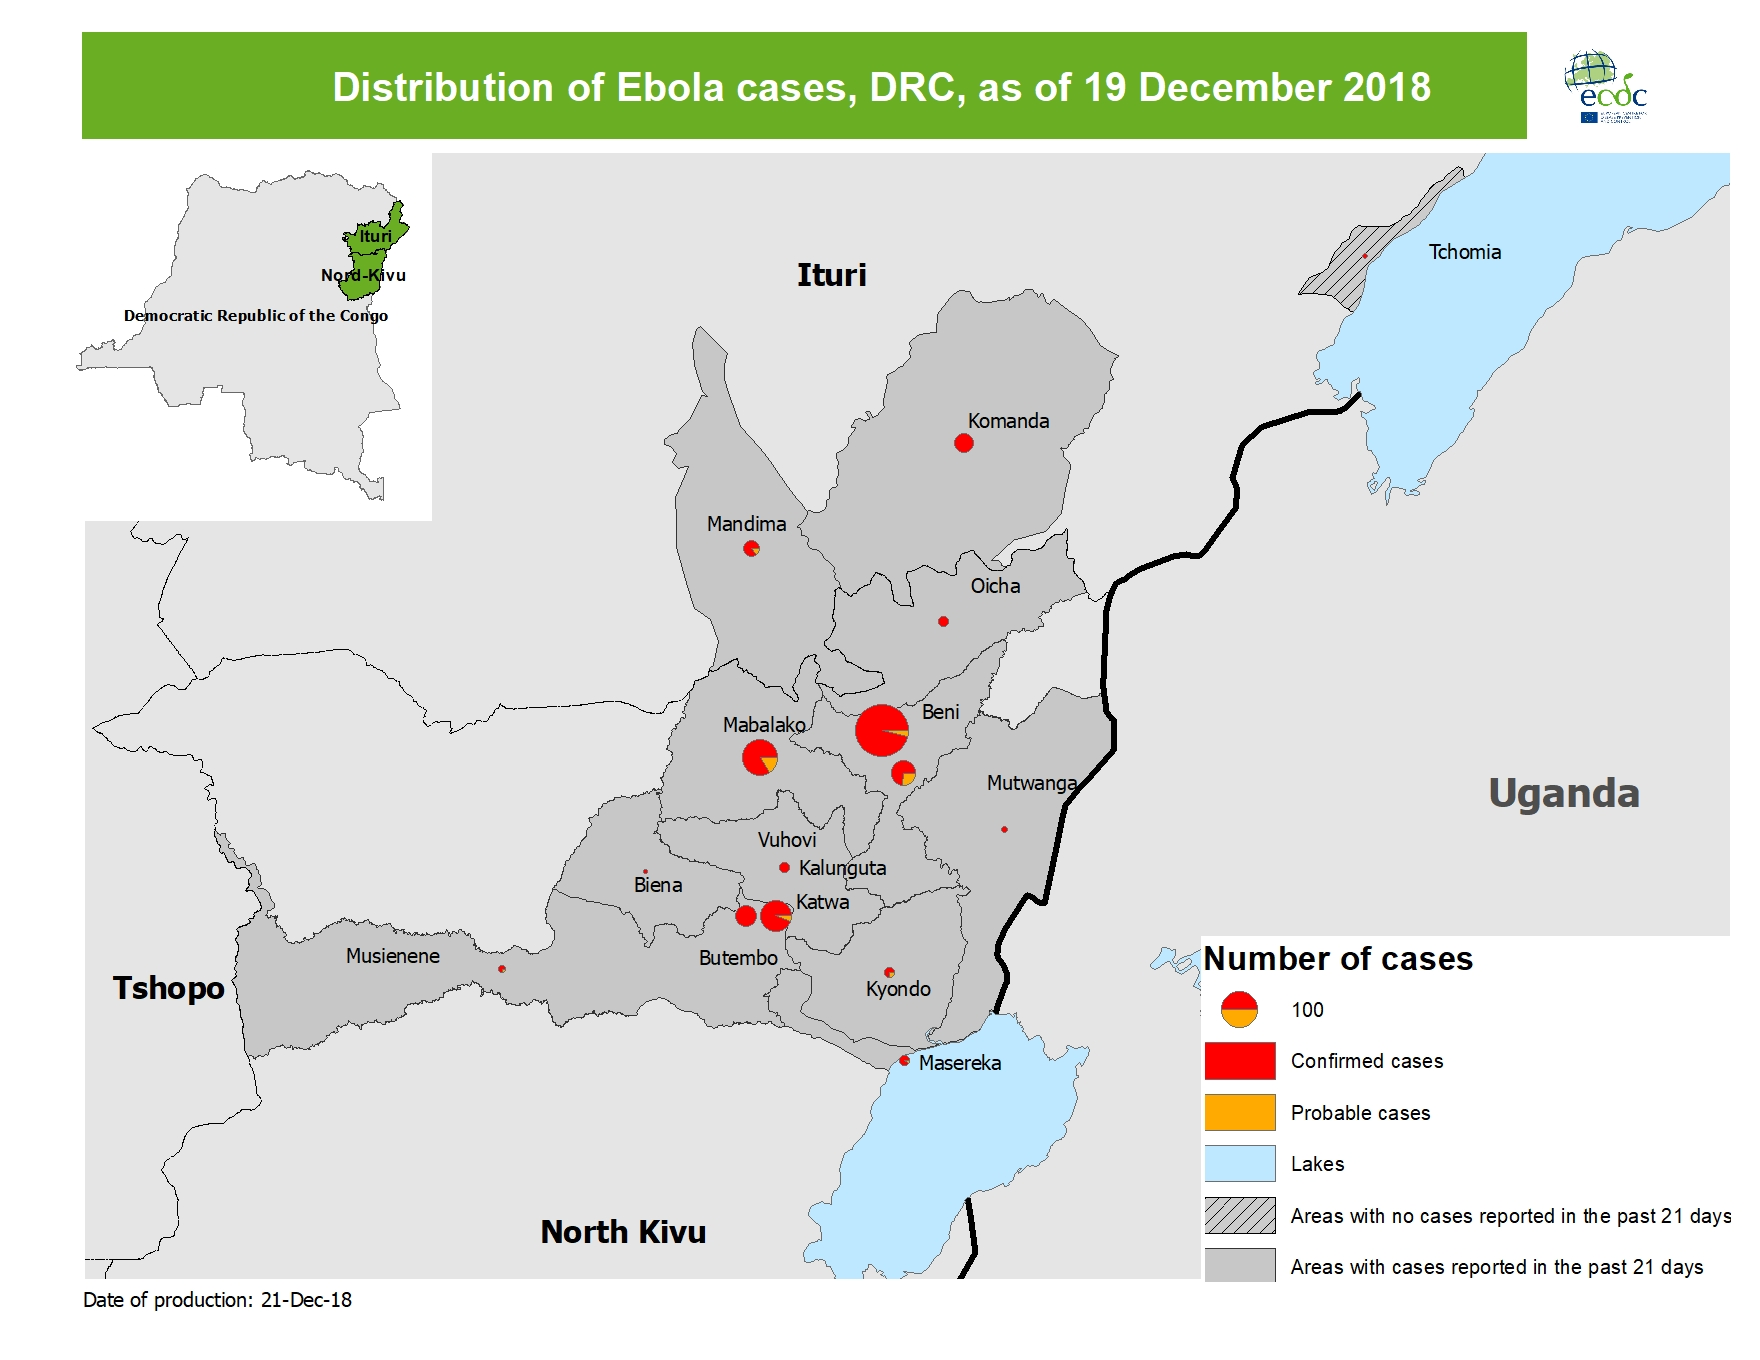 Distribution of Ebola cases, DRC, as of 19 December 2018
ecdc
Ituri
Nord-Kivu
Democratic Republic of the Congo
Ituri
Tchomia
Komanda
Mandima
Oicha
Beni
Mabalako
Mutwanga
Uganda
Vuhovi
Kalunguta
Biena
Katwa
Musienene
Butembo
Tshopo
Kyondo
Masereka
North Kivu
Number of cases
100
Confirmed cases
Probable cases
Lakes
Areas with no cases reported in the past 21 days
Areas with cases reported in the past 21 days
Date of production: 21-Dec-18